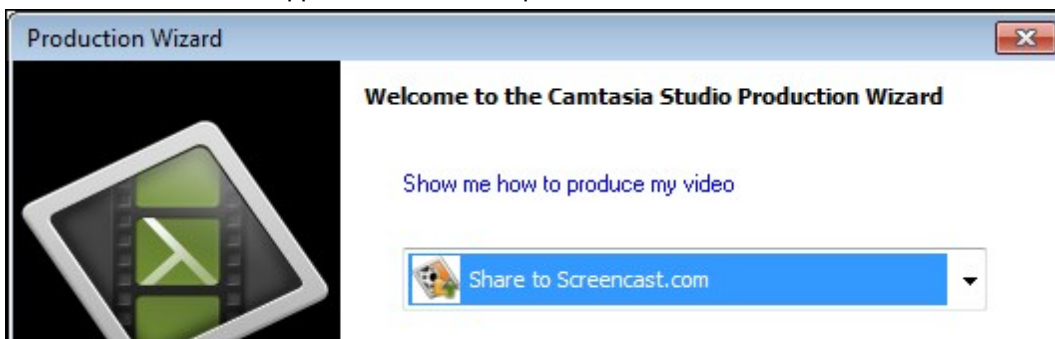 Production Wizard
Welcome to the Camtasia Studio Production Wizard
Show me how to produce my video
Share to Screencast.com